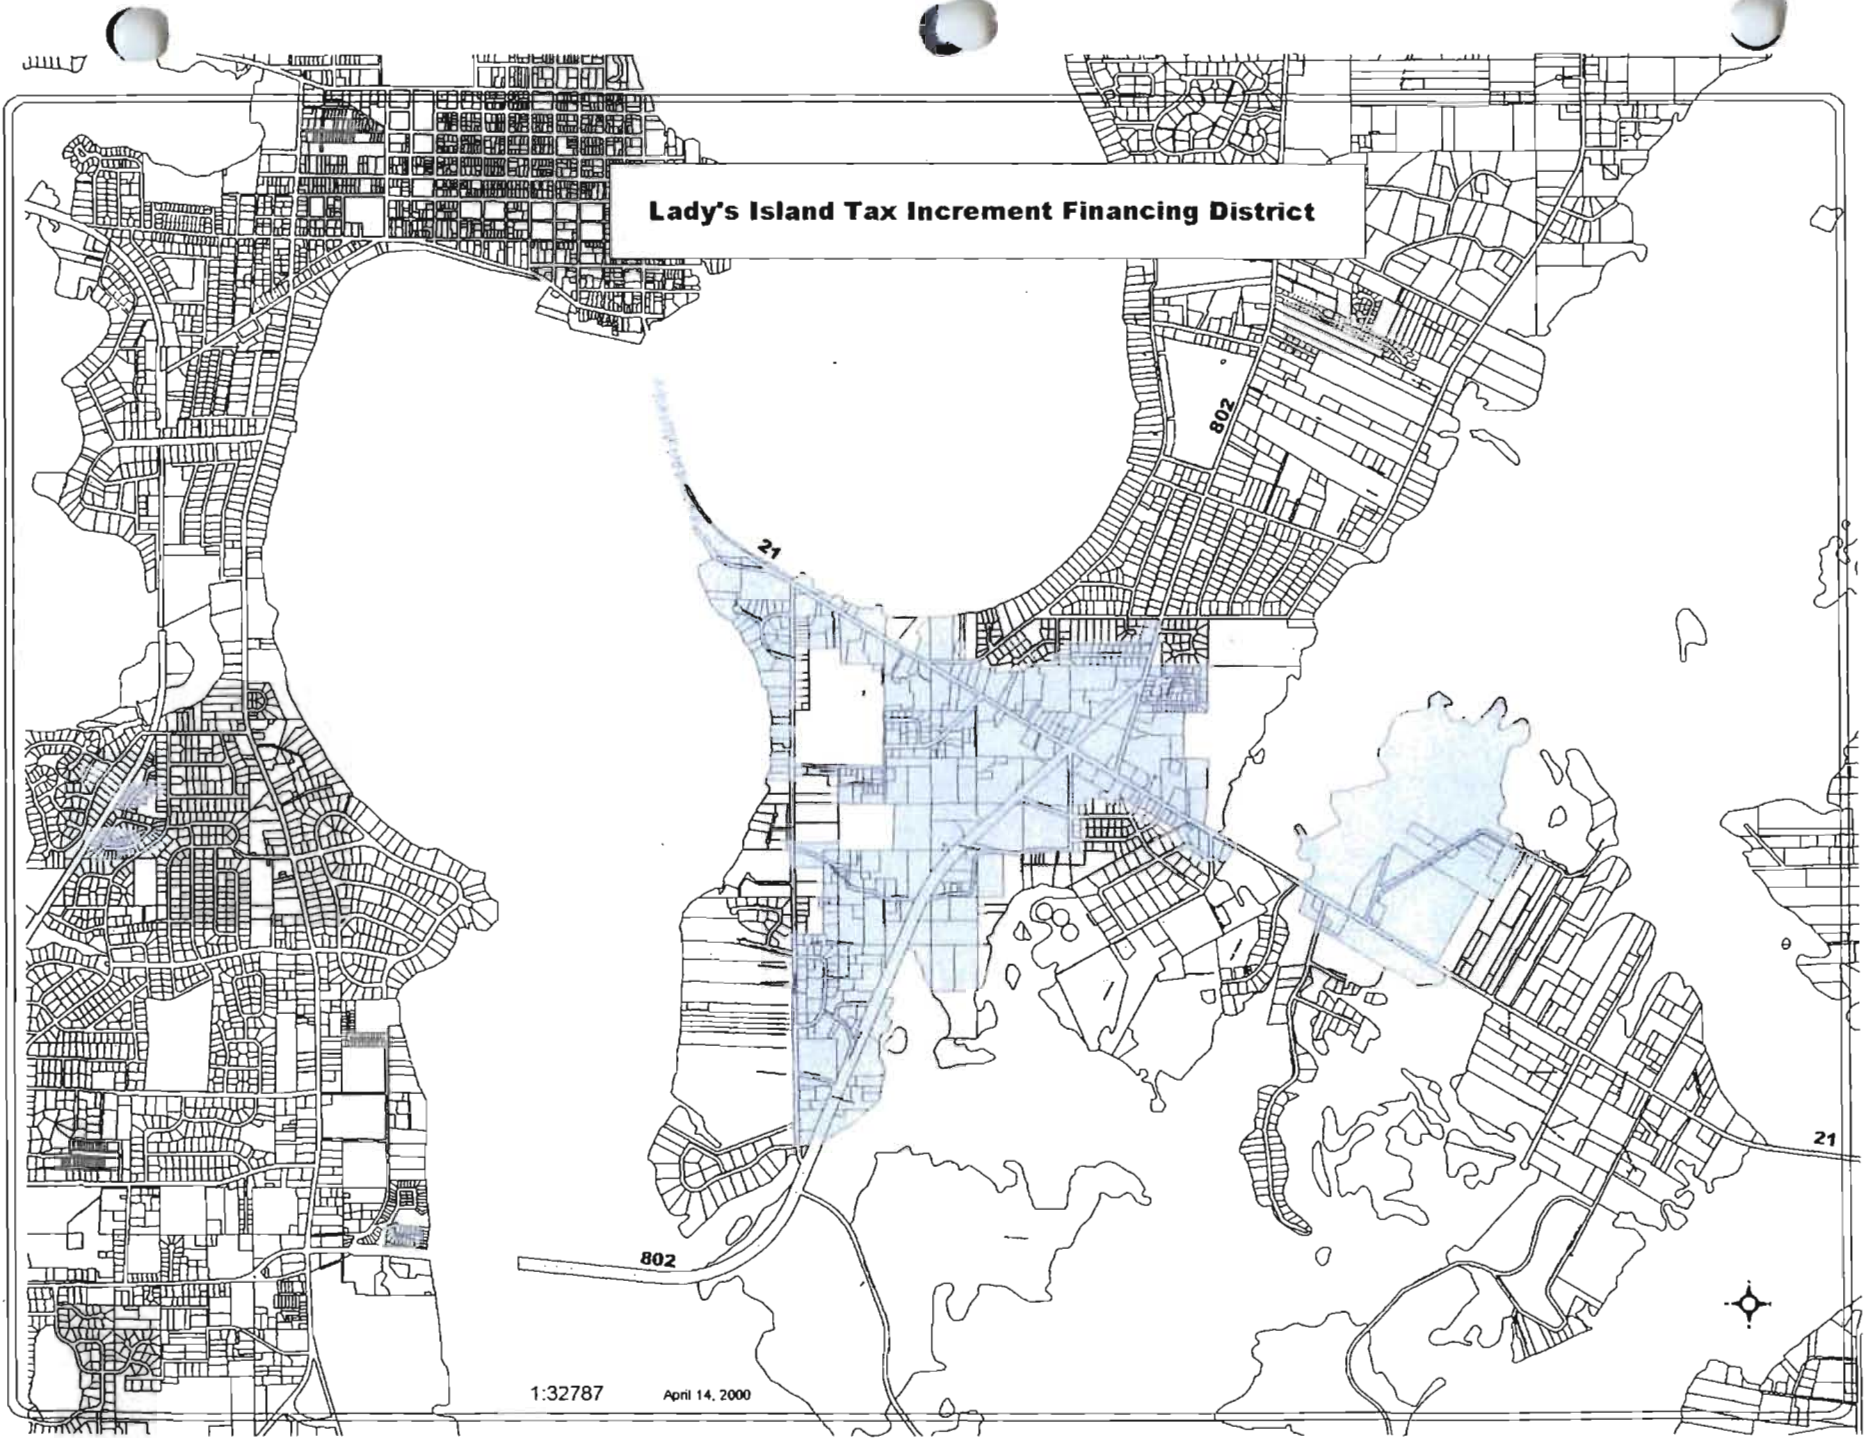 Lady's Island Tax Increment Financing District
802
21
21
802
1:32787
April 14, 2000